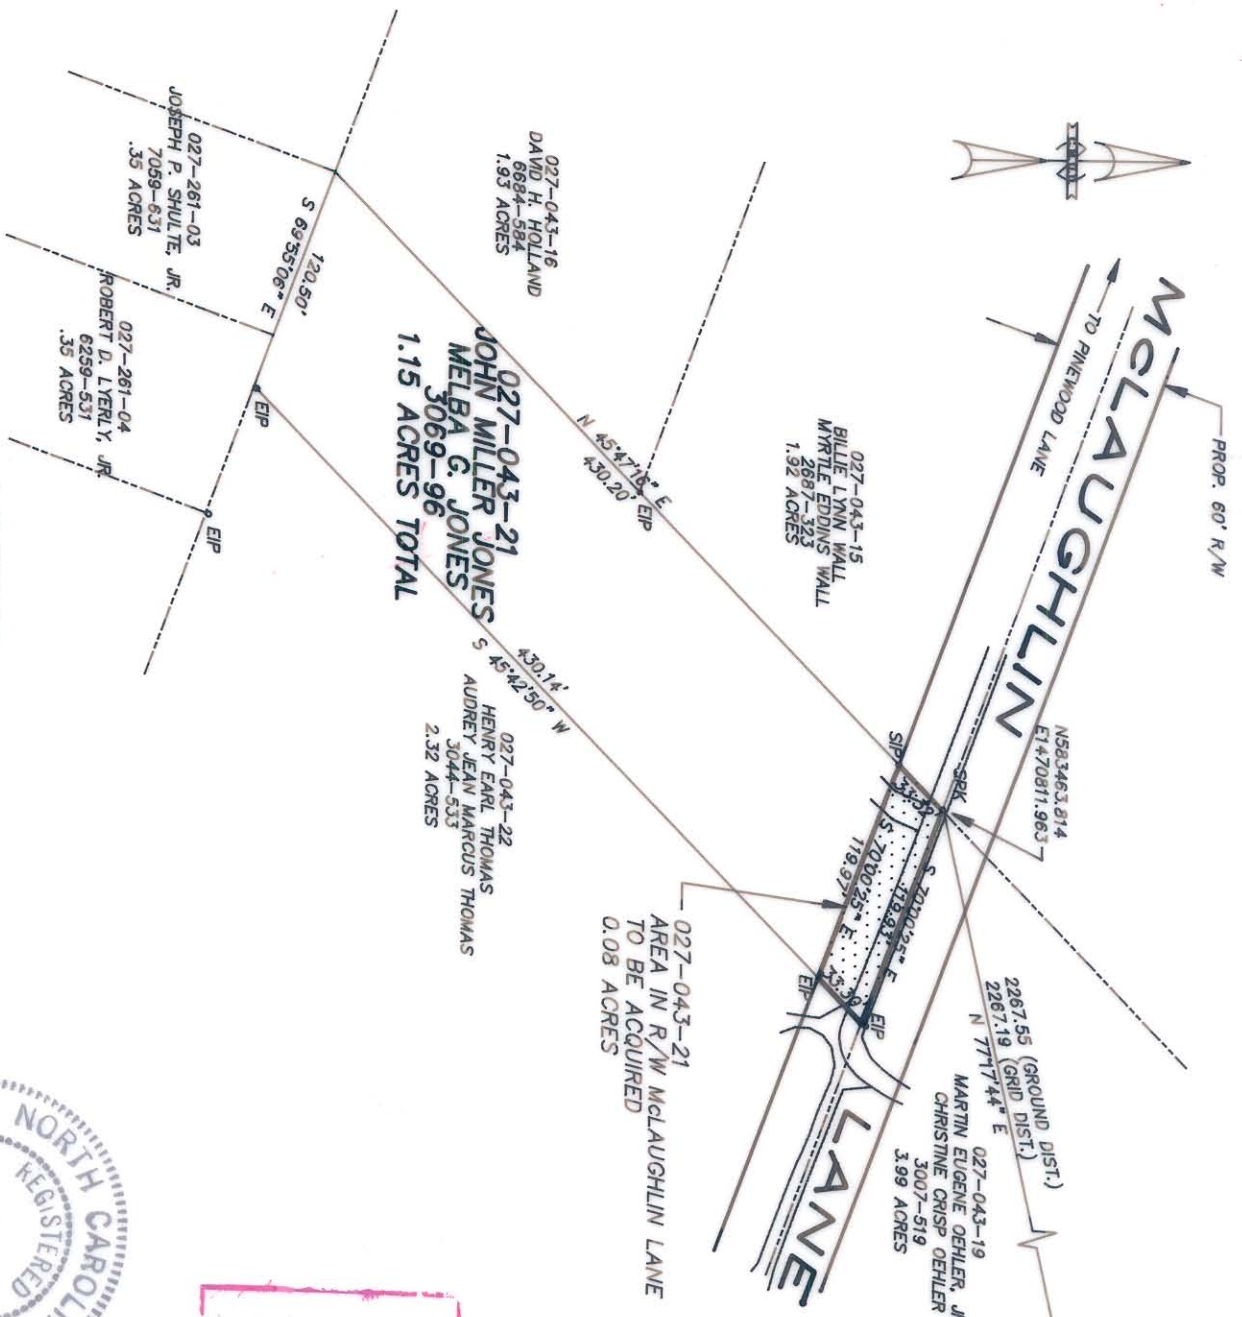 PROP. 60' R/W
McLAUGHLIN LANE
TO PINEWOOD LANE
N583463.814
E1470811.963
027-043-16
DAVID H. HOLLAND
6684-584
1.93 ACRES
027-261-03
JOSEPH P. SHULTE, JR.
7059-631
.35 ACRES
120.50'
S 69°55'06" E
027-261-04
ROBERT D. LYERLY, JR.
6259-531
.35 ACRES
EIP
EIP
027-043-21
JOHN MILLER JONES
MELBA G. JONES
3069-96
1.15 ACRES TOTAL
N 45°47'16" E
430.20'
EIP
027-043-15
BILLIE LYNN WALL
MYRTLE EDDINS WALL
2687-323
1.92 ACRES
430.14'
S 45°42'50" W
027-043-22
HENRY EARL THOMAS
AUDREY JEAN MARCUS THOMAS
3044-533
2.32 ACRES
SIP
SPK
33.32
S 70°00'25" E
119.93'
S 70°00'25" E
119.97'
33.39
EIP
EIP
027-043-21
AREA IN R/W McLAUGHLIN LANE
TO BE ACQUIRED
0.08 ACRES
2267.55 (GROUND DIST.)
2267.19 (GRID DIST.)
N 77°17'44" E
027-043-19
MARTIN EUGENE OEHLER,
CHRISTINE CRISP OEHLER
3007-519
3.99 ACRES
NORTH
REGISTERED